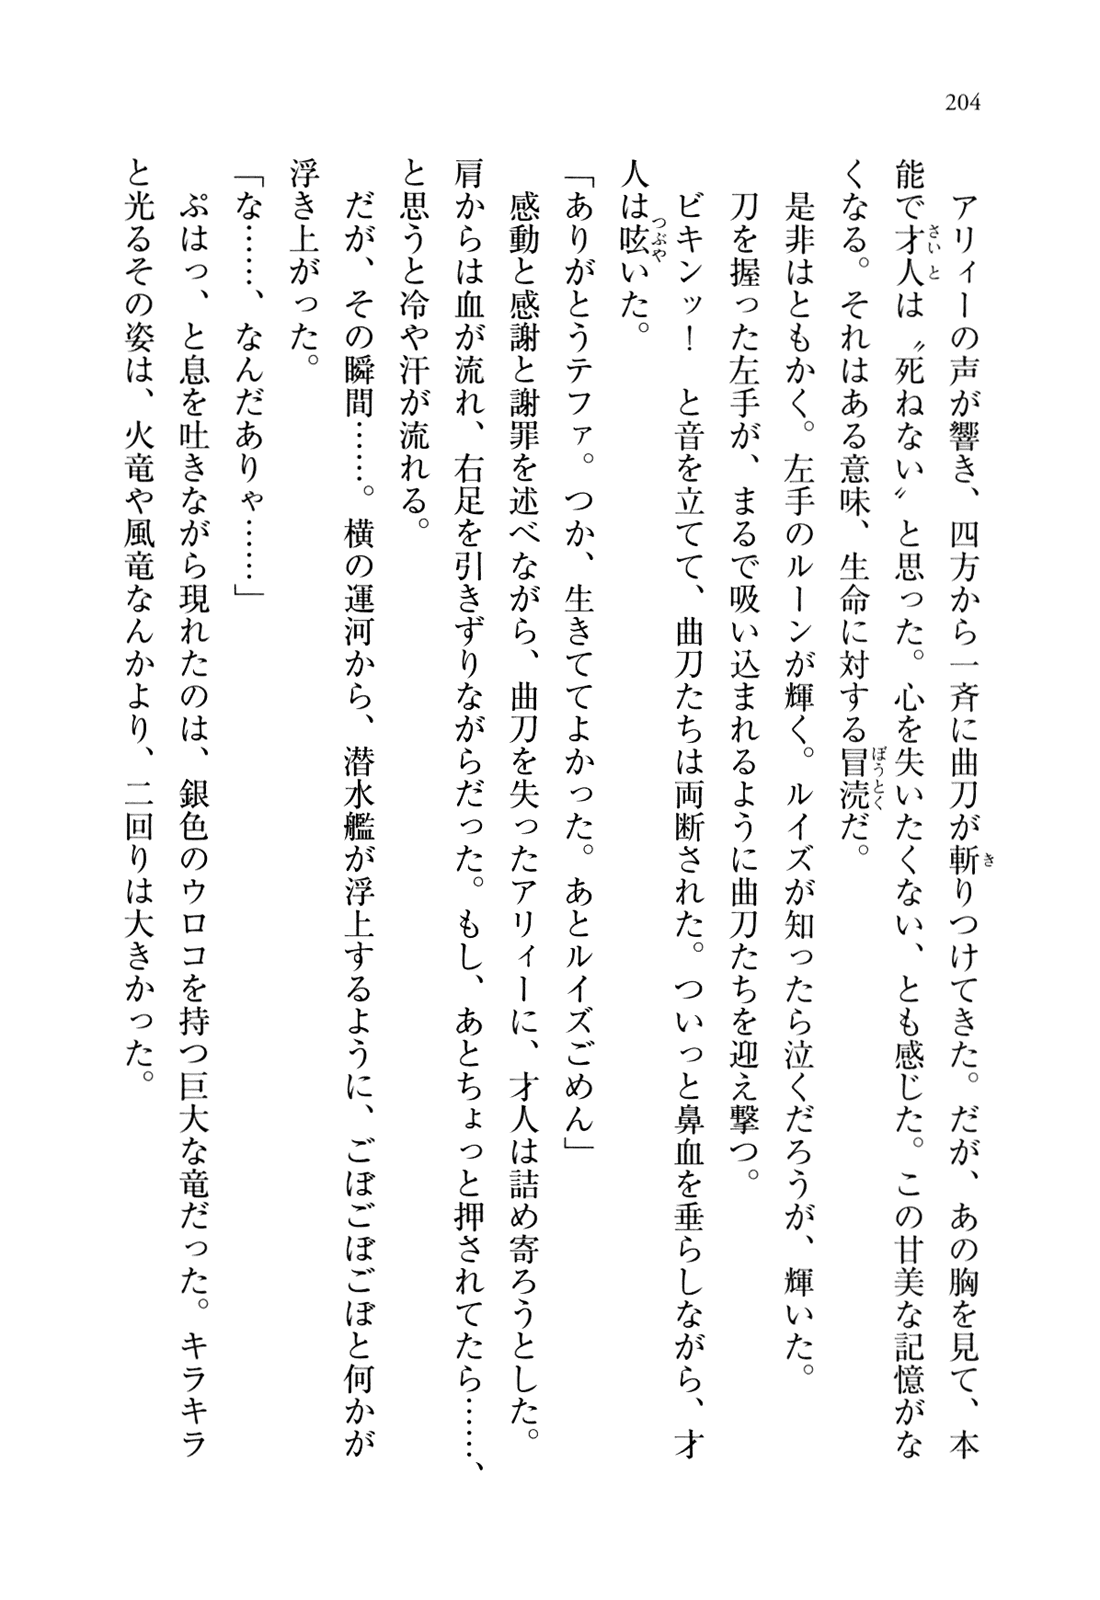 204
　アリィーの声が響き、四方から一斉に曲刀が斬りつけてきた。だが、あの胸を見て、本
能で才人は〝死ねない〟と思った。心を失いたくない、とも感じた。この甘美な記憶がな
くなる。それはある意味、生命に対する冒涜だ。
　是非はともかく。左手のルーンが輝く。ルイズが知ったら泣くだろうが、輝いた。
　刀を握った左手が、まるで吸い込まれるように曲刀たちを迎え撃つ。
　ビキンッ！　と音を立てて、曲刀たちは両断された。ついっと鼻血を垂らしながら、才
人は呟いた。
「ありがとうテファ。つか、生きててよかった。あとルイズごめん」
　感動と感謝と謝罪を述べながら、曲刀を失ったアリィーに、才人は詰め寄ろうとした。
肩からは血が流れ、右足を引きずりながらだった。もし、あとちょっと押されてたら……、
と思うと冷や汗が流れる。
　だが、その瞬間……。横の運河から、潜水艦が浮上するように、ごぼごぼごぼと何かが
浮き上がった。
「な……、なんだありゃ……」
　ぷはっ、と息を吐きながら現れたのは、銀色のウロコを持つ巨大な竜だった。キラキラ
と光るその姿は、火竜や風竜なんかより、二回りは大きかった。